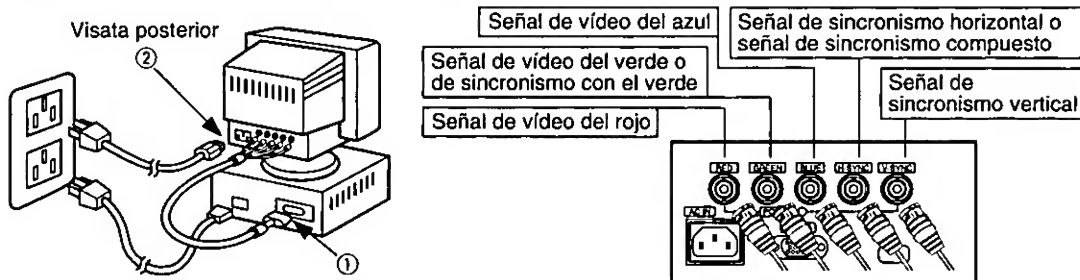 Visata posterior
②
①
Señal de vídeo del azul
Señal de sincronismo horizontal o
señal de sincronismo compuesto
Señal de vídeo del verde o
de sincronismo con el verde
Señal de
sincronismo vertical
Señal de vídeo del rojo
RED
GREEN
BLUE
H.SYNC
V.SYNC
AC IN